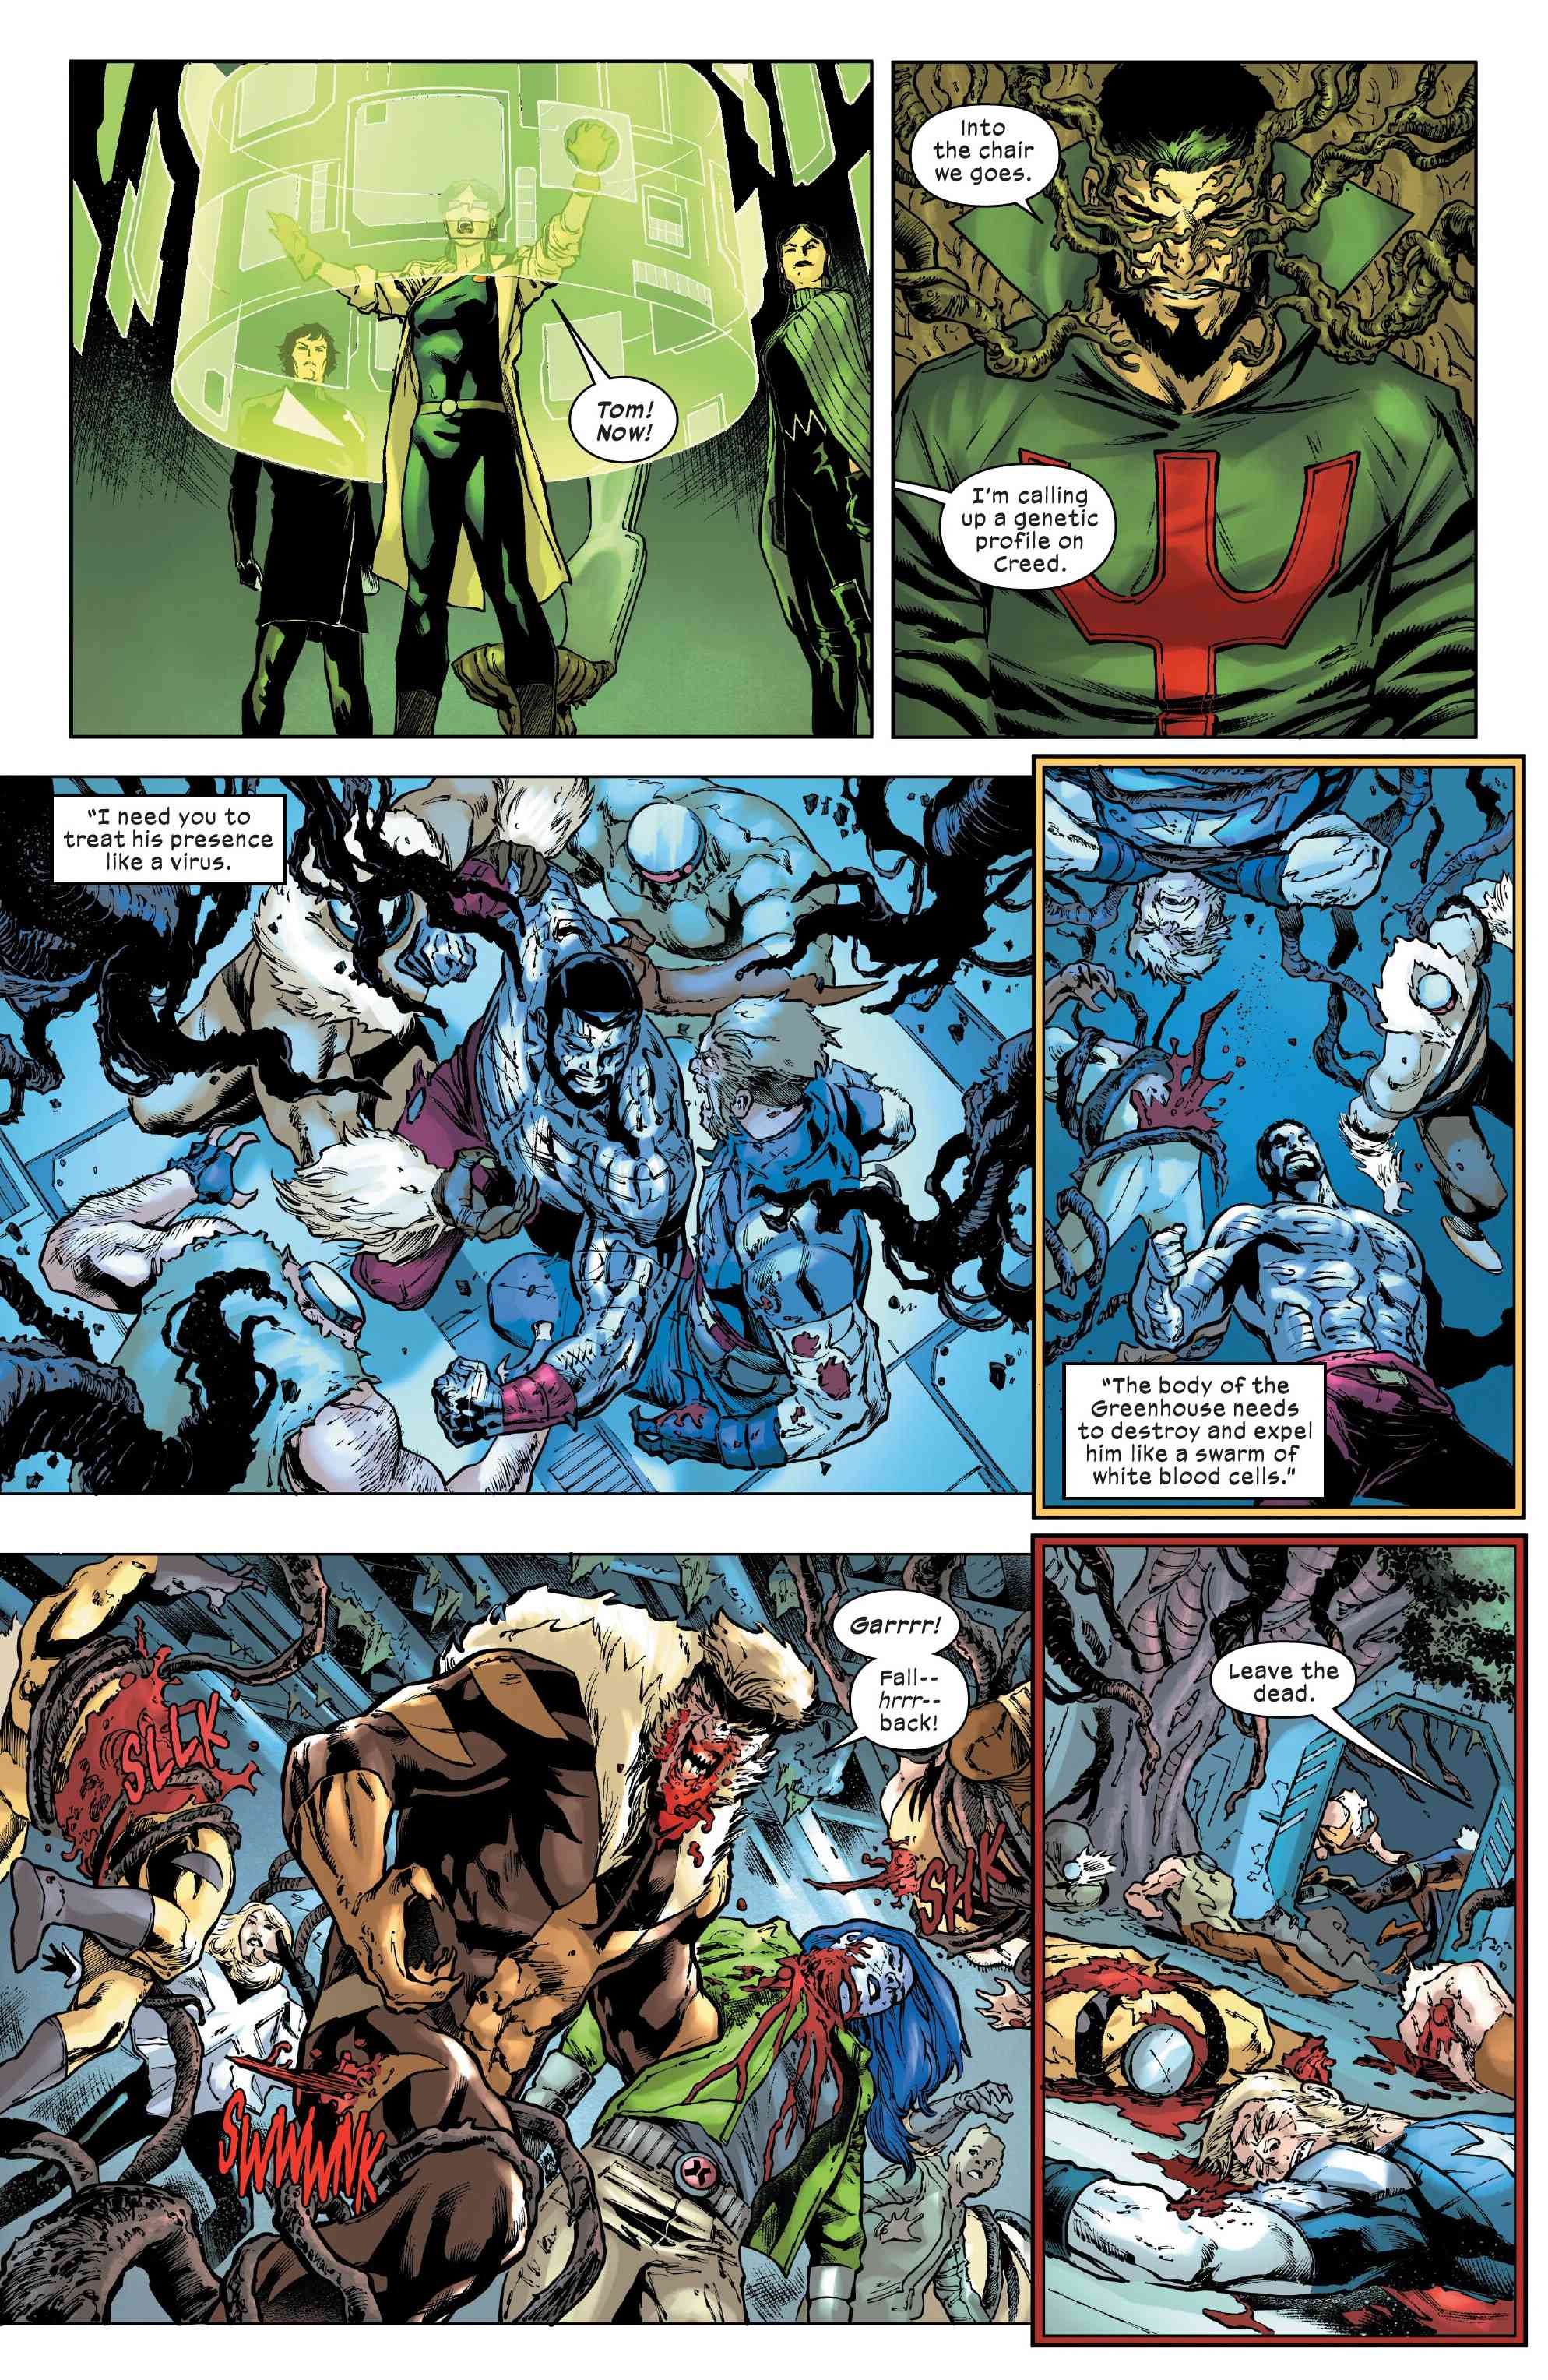 Tom!
Now!
Into
the chair
we goes.
I'm calling
up a genetic
profile on
Creed.
"I need you to
treat his presence
like a virus.
"The body of the
Greenhouse needs
to destroy and expel
him like a swarm of
white blood cells."
SLLK
Garrrr!
Fall--
hrrr--
back!
SHK
SWWWNK
Leave the
dead.